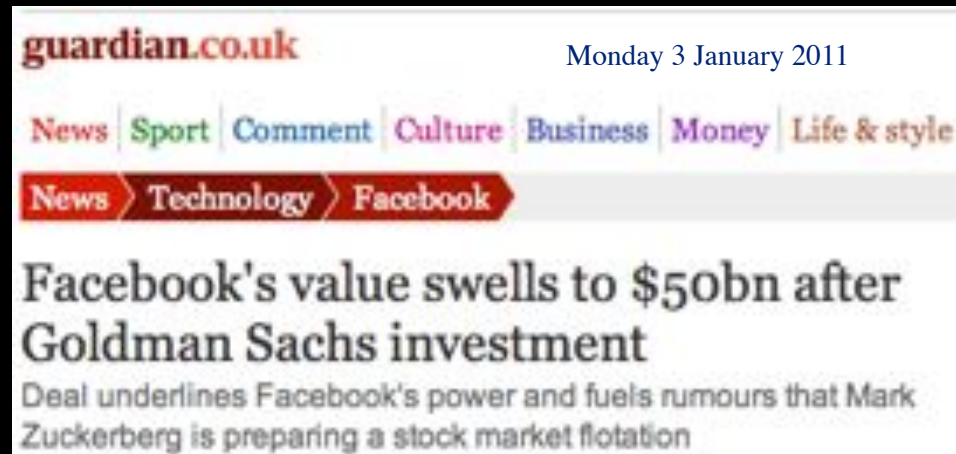 guardian.co.uk Monday 3 January 2011
News Sport Comment Culture Business Money Life & style
News Technology Facebook
Facebook's value swells to $50bn after
Goldman Sachs investment
Deal underlines Facebook's power and fuels rumours that Mark
Zuckerberg is preparing a stock market flotation